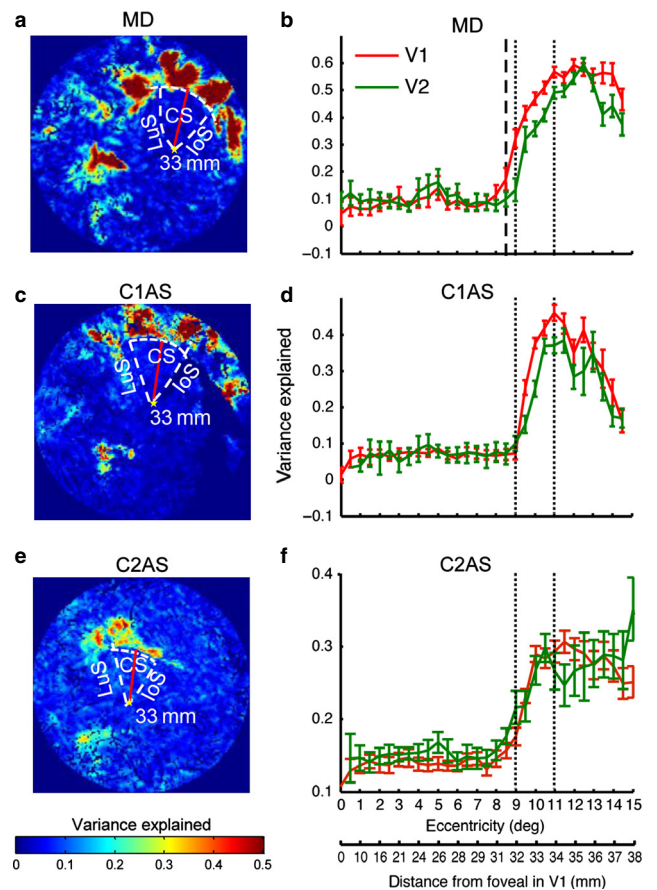 a
MD
CS
LuS
IoS
33 mm
b
MD
V1
V2
0.6
0.5
0.4
0.3
0.2
0.1
0
−0.1
c
C1AS
CS
LuS
IoS
33 mm
d
C1AS
Variance explained
0.4
0.3
0.2
0.1
0
−0.1
e
C2AS
CS
LuS
IoS
33 mm
f
C2AS
0.4
0.3
0.2
0.1
0 1 2 3 4 5 6 7 8 9 10 11 12 13 14 15
Eccentricity (deg)
0 10 16 21 24 26 28 29 31 32 33 34 35 36 37 38
Distance from foveal in V1 (mm)
Variance explained
0 0.1 0.2 0.3 0.4 0.5